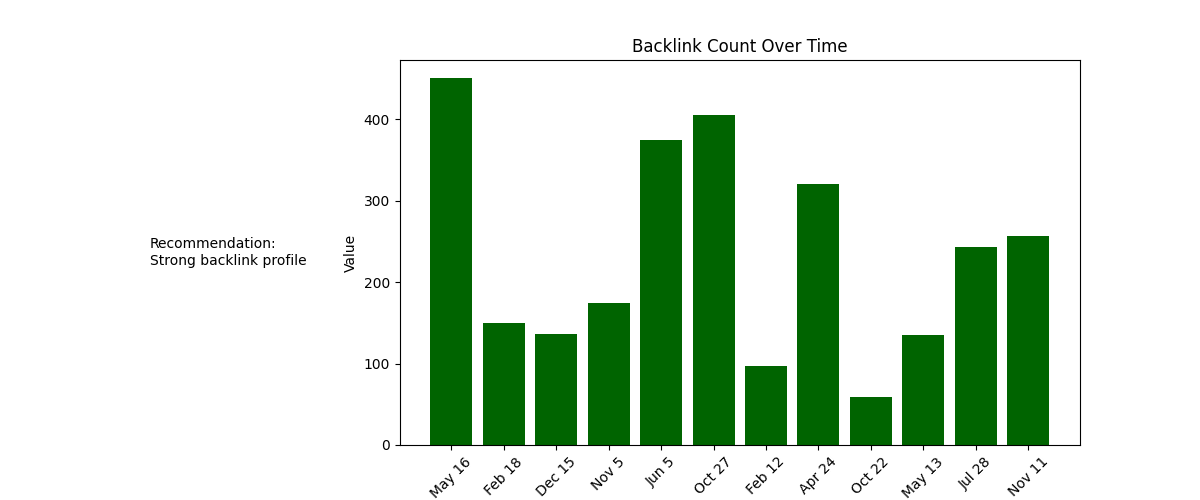 Backlink Count Over Time
Recommendation:
Strong backlink profile
Value
400
300
200
100
0
May 16
Feb 18
Dec 15
Nov 5
Jun 5
Oct 27
Feb 12
Apr 24
Oct 22
May 13
Jul 28
Nov 11